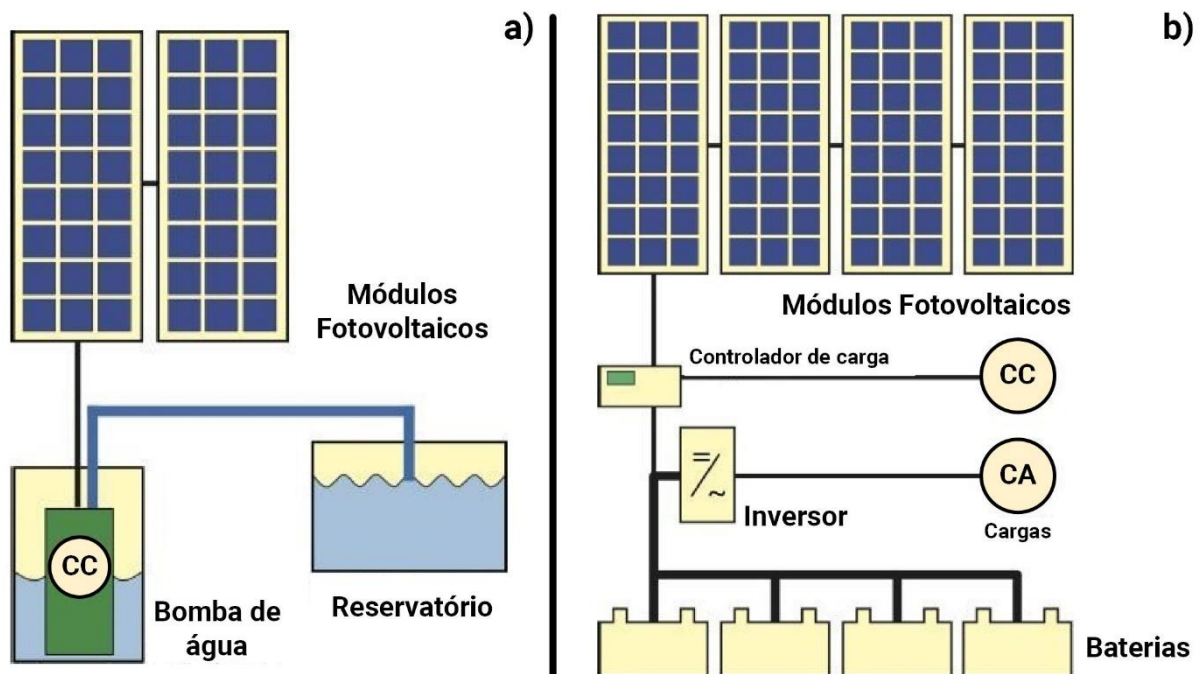 a)
Módulos
Fotovoltaicos
CC
Bomba de
água
Reservatório
b)
Módulos Fotovoltaicos
Controlador de carga
CC
=
~
CA
Inversor
Cargas
Baterias